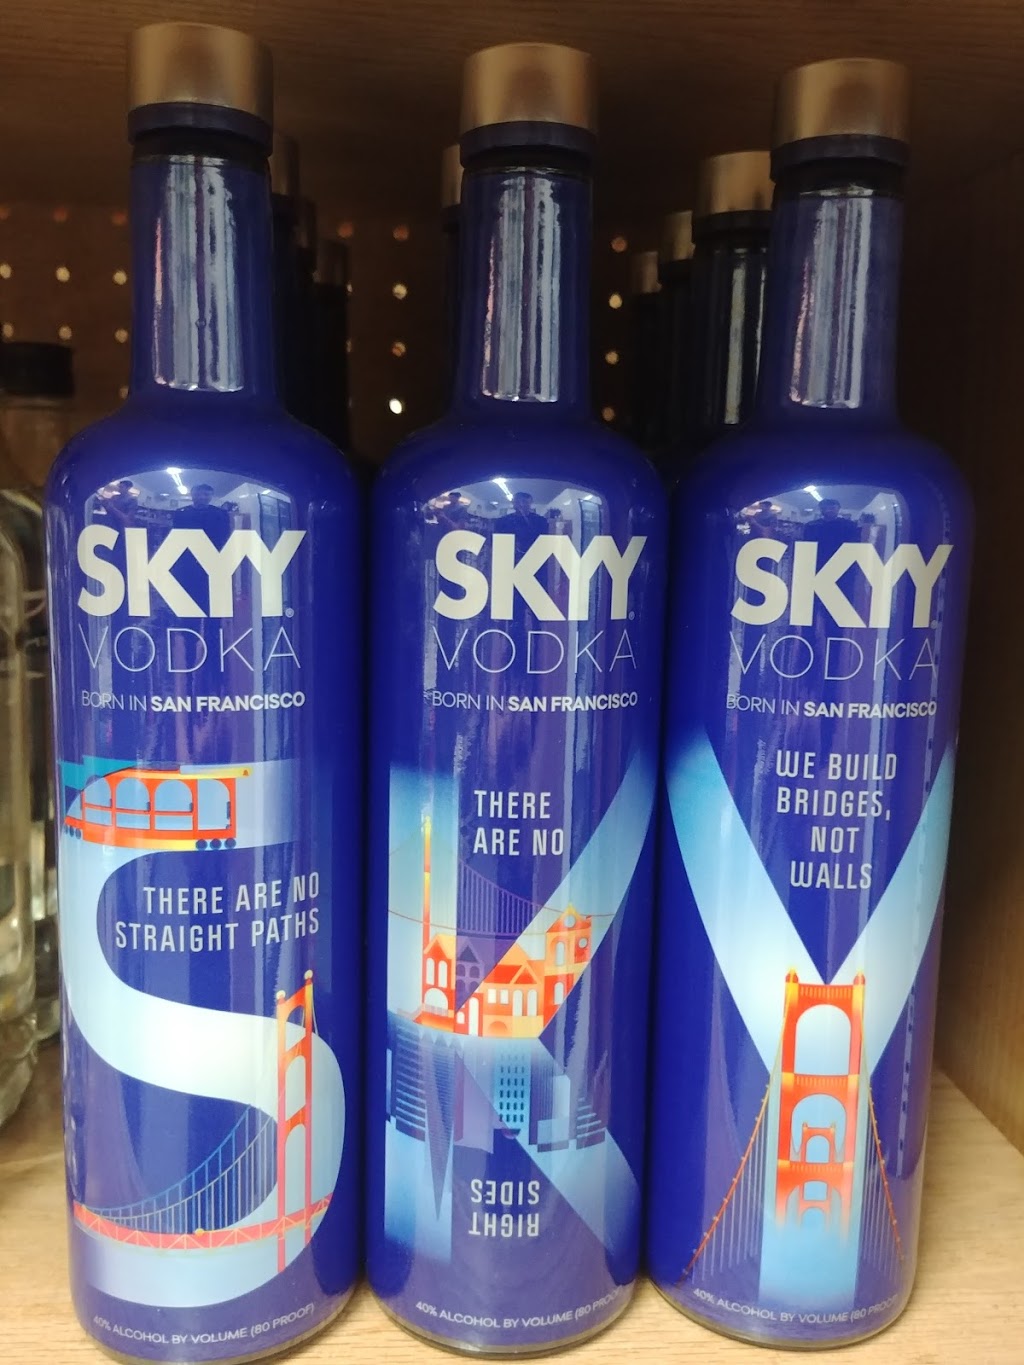 SKYY®
VODKA
BORN IN SAN FRANCISCO
THERE ARE NO
STRAIGHT PATHS
40% ALCOHOL BY VOLUME (80 PROOF)
SKYY®
VODKA
BORN IN SAN FRANCISCO
THERE
ARE NO
RIGHT
SIDES
40% ALCOHOL BY VOLUME (80 PROOF)
SKYY
VODKA
BORN IN SAN FRANCISCO
WE BUILD
BRIDGES,
NOT
WALLS
40% ALCOHOL BY VOLUME (80 PROOF)